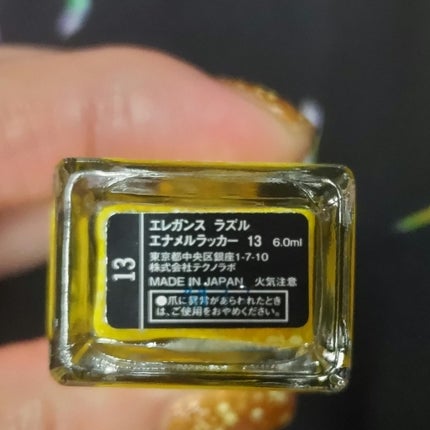 13
エレガンス ラズル
エナメルラッカー 13 6.0ml
東京都中央区銀座1-7-10
株式会社テクノラボ
MADE IN JAPAN 火気注意
●爪に異常があらわれたとき
は、ご使用をおやめください。